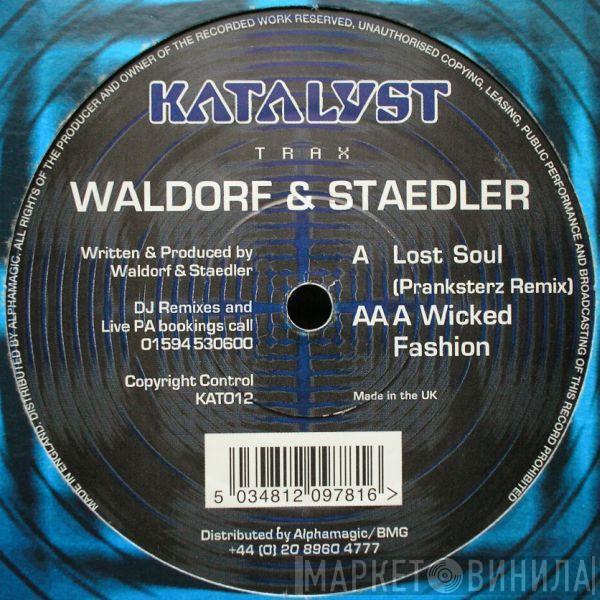 MADE IN ENGLAND, DISTRIBUTED BY ALPHAMAGIC. ALL RIGHTS OF THE PRODUCER AND OWNER OF THE RECORDED WORK RESERVED, UNAUTHORISED COPYING, LEASING, PUBLIC PERFORMANCE AND BROADCASTING OF THIS RECORD PROHIBITED
KATALYST
TRAX
WALDORF & STAEDLER
Written & Produced by
Waldorf & Staedler
DJ Remixes and
Live PA bookings call
01594 530600
Copyright Control
KAT012
A Lost Soul
(Pranksterz Remix)
AA A Wicked
Fashion
Made in the UK
5 034812 097816 >
Distributed by Alphamagic/BMG
+44 (0) 20 8960 4777
МАРКЕТ ВИНИЛА